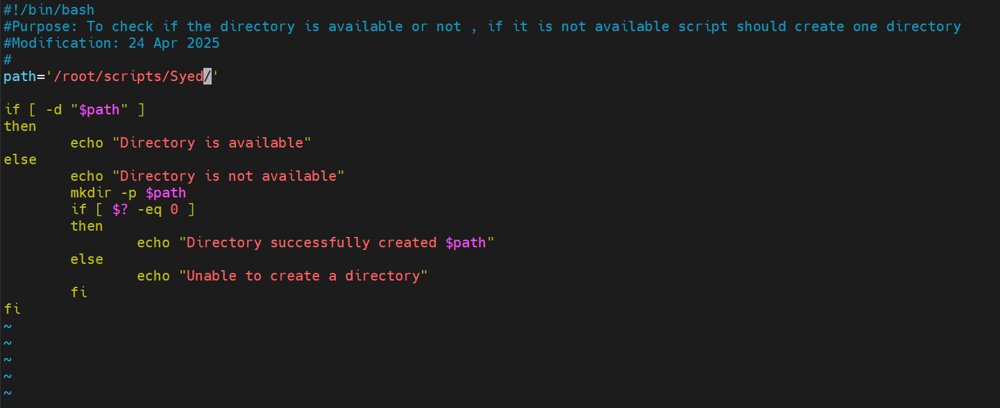 #!/bin/bash
#Purpose: To check if the directory is available or not , if it is not available script should create one directory
#Modification: 24 Apr 2025
#
path='/root/scripts/Syed/'

if [ -d "$path" ]
then
        echo "Directory is available"
else
        echo "Directory is not available"
        mkdir -p $path
        if [ $? -eq 0 ]
        then
                echo "Directory successfully created $path"
        else
                echo "Unable to create a directory"
        fi
fi
~
~
~
~
~